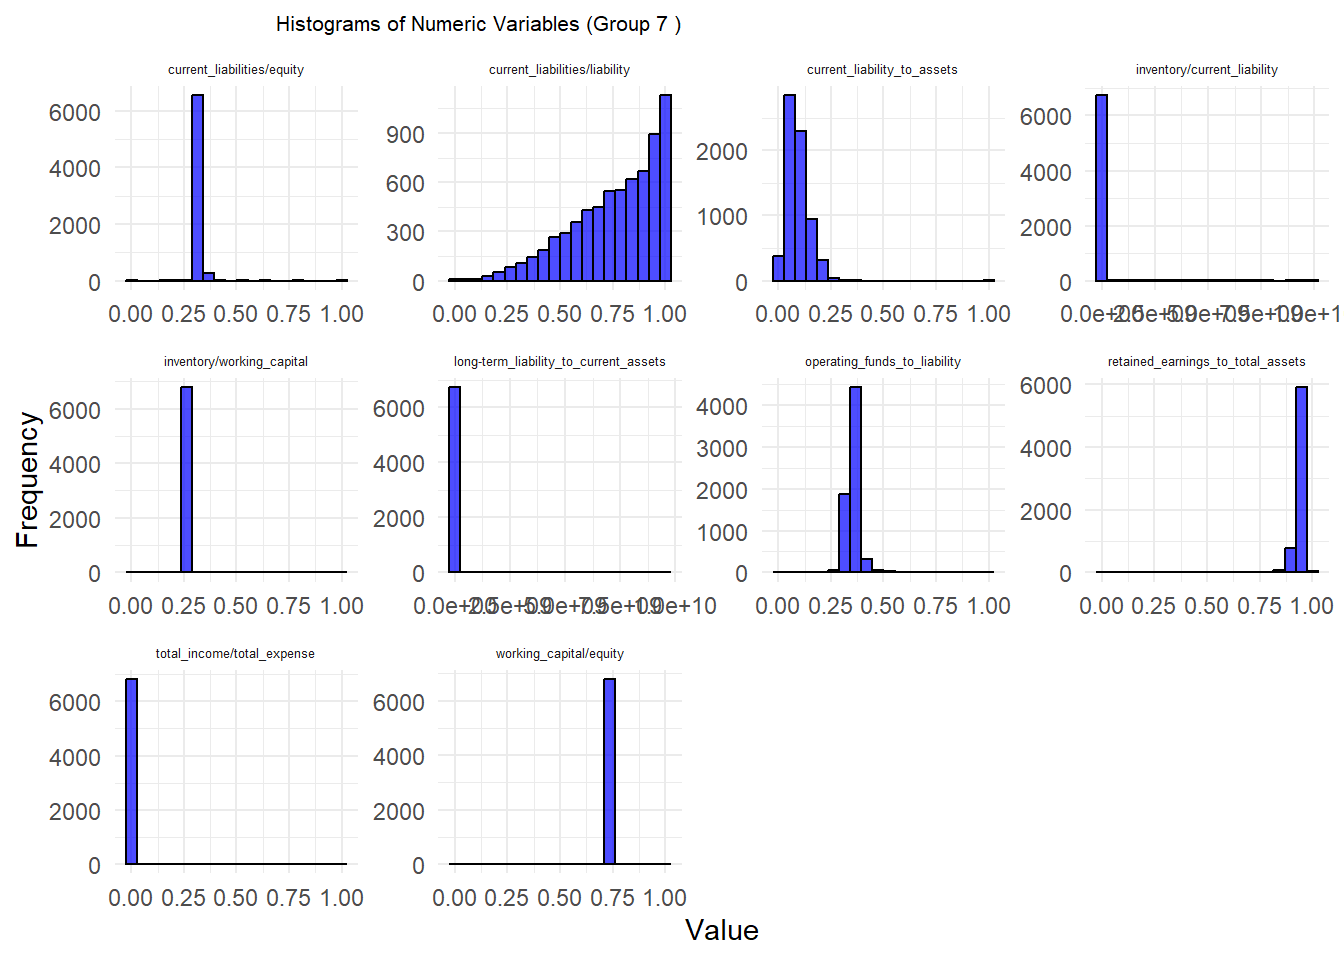 Histograms of Numeric Variables (Group 7 )
current_liabilities/equity
current_liabilities/liability
current_liability_to_assets
inventory/current_liability
6000
4000
2000
0
900
600
300
0
2000
1000
0
6000
4000
2000
0
0.00 0.25 0.50 0.75 1.00
0.00 0.25 0.50 0.75 1.00
0.00 0.25 0.50 0.75 1.00
inventory/working_capital
long-term_liability_to_current_assets
operating_funds_to_liability
retained_earnings_to_total_assets
6000
4000
2000
0
6000
4000
2000
0
4000
3000
2000
1000
0
6000
4000
2000
0
0.00 0.25 0.50 0.75 1.00
0.00 0.25 0.50 0.75 1.00
0.00 0.25 0.50 0.75 1.00
total_income/total_expense
working_capital/equity
6000
4000
2000
0
6000
4000
2000
0
0.00 0.25 0.50 0.75 1.00
0.00 0.25 0.50 0.75 1.00
Frequency
Value